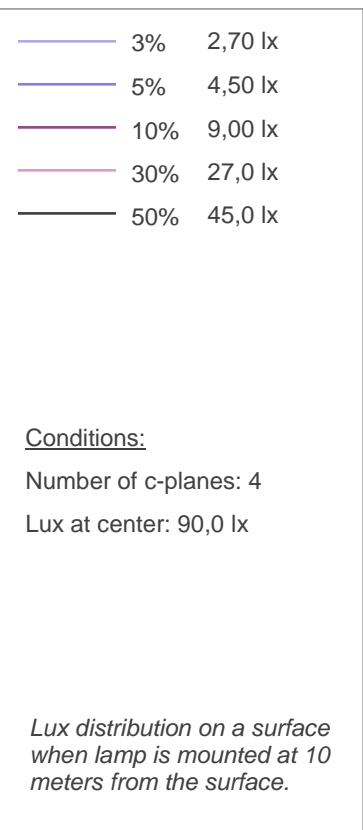 3% 2,70 lx
5% 4,50 lx
10% 9,00 lx
30% 27,0 lx
50% 45,0 lx
Conditions:
Number of c-planes: 4
Lux at center: 90,0 lx
Lux distribution on a surface
when lamp is mounted at 10
meters from the surface.